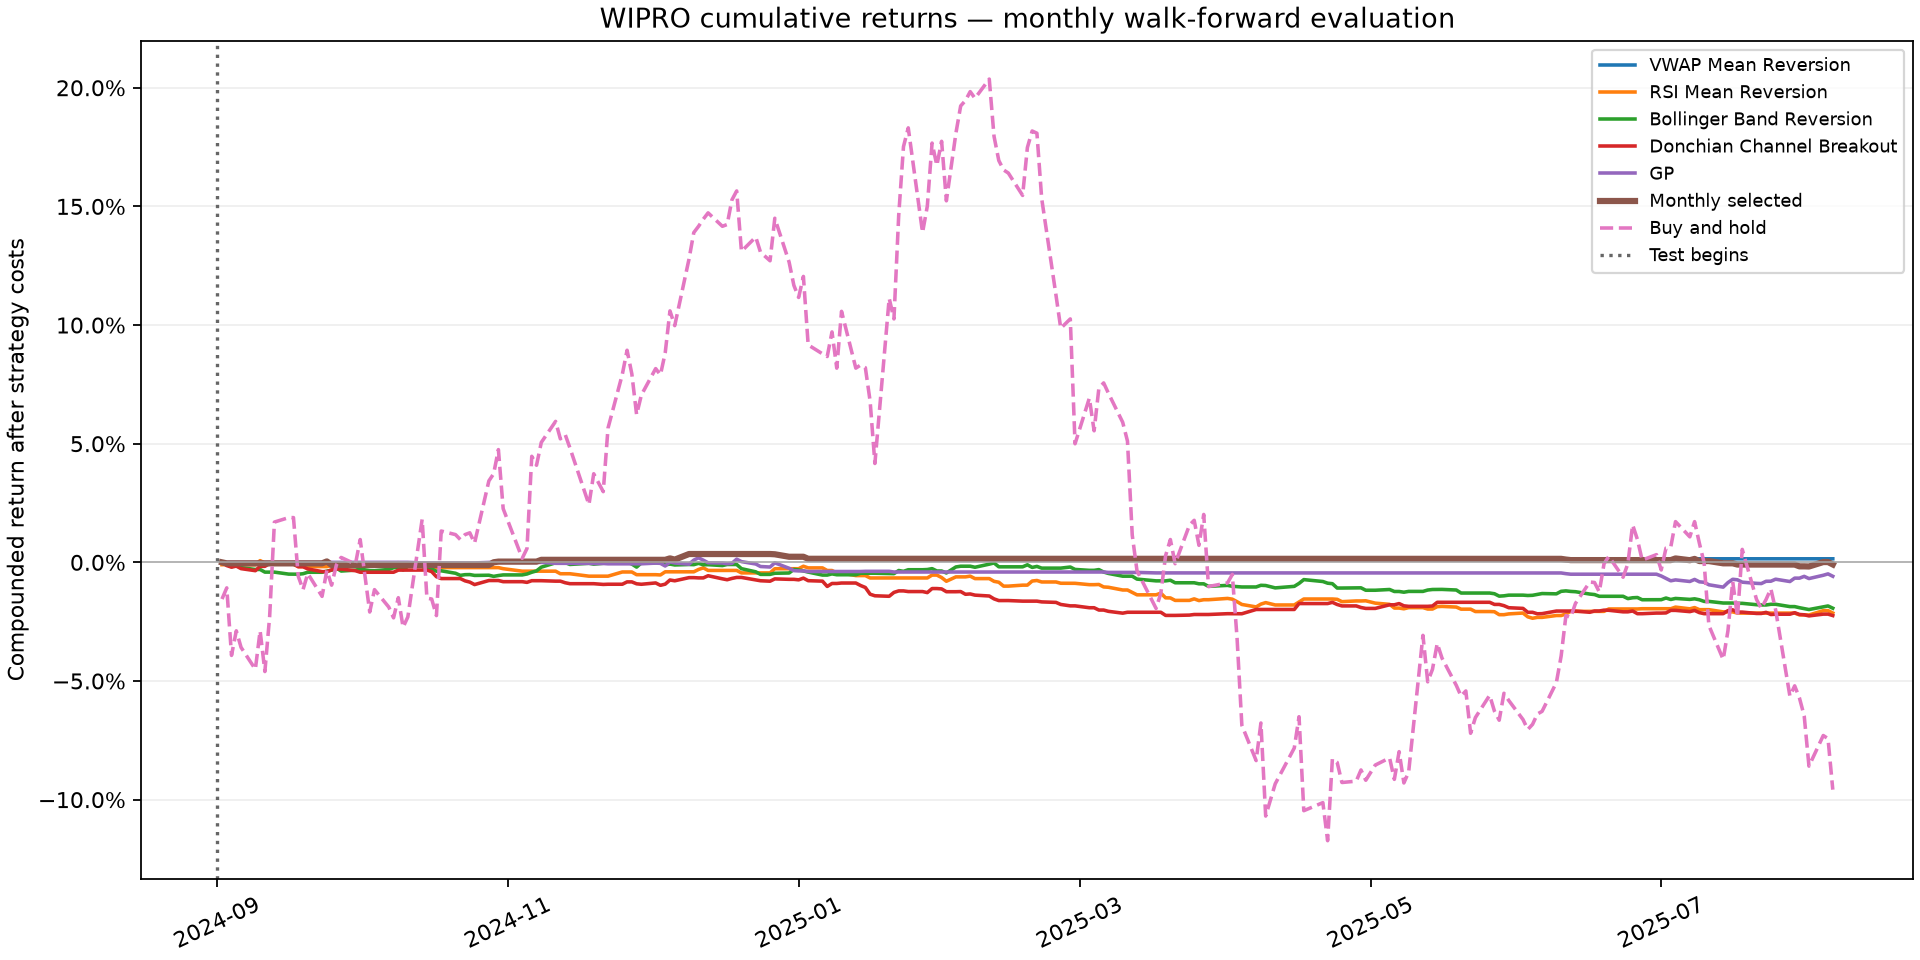 WIPRO cumulative returns — monthly walk-forward evaluation
Compounded return after strategy costs
20.0%
15.0%
10.0%
5.0%
0.0%
−5.0%
−10.0%
VWAP Mean Reversion
RSI Mean Reversion
Bollinger Band Reversion
Donchian Channel Breakout
GP
Monthly selected
Buy and hold
Test begins
2024-09
2024-11
2025-01
2025-03
2025-05
2025-07